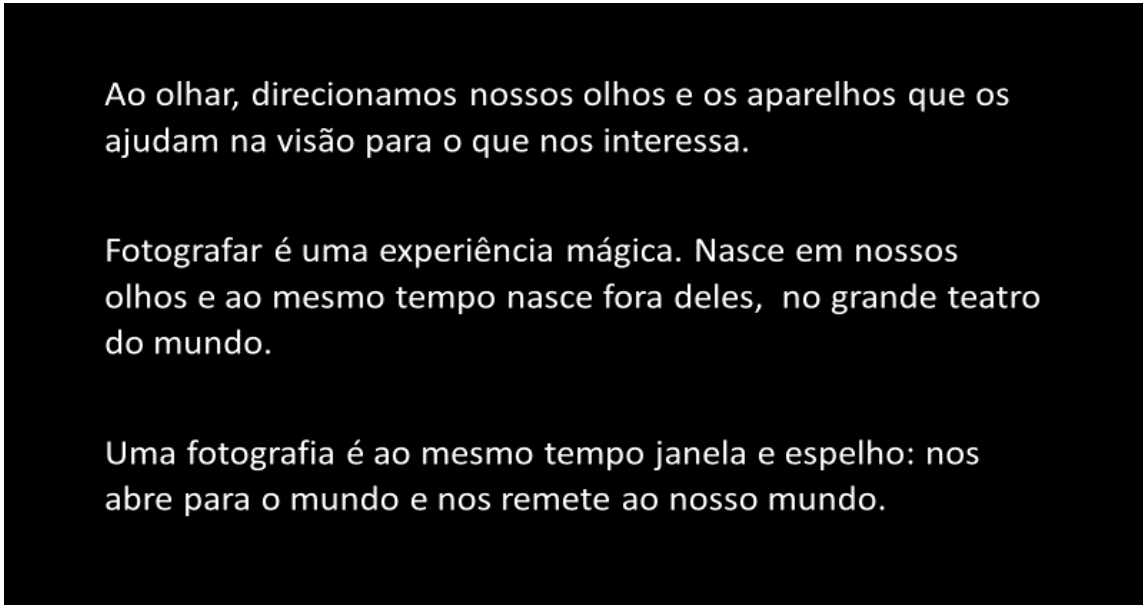 Ao olhar, direcionamos nossos olhos e os aparelhos que os
ajudam na visão para o que nos interessa.
Fotografar é uma experiência mágica. Nasce em nossos
olhos e ao mesmo tempo nasce fora deles,  no grande teatro
do mundo.
Uma fotografia é ao mesmo tempo janela e espelho: nos
abre para o mundo e nos remete ao nosso mundo.